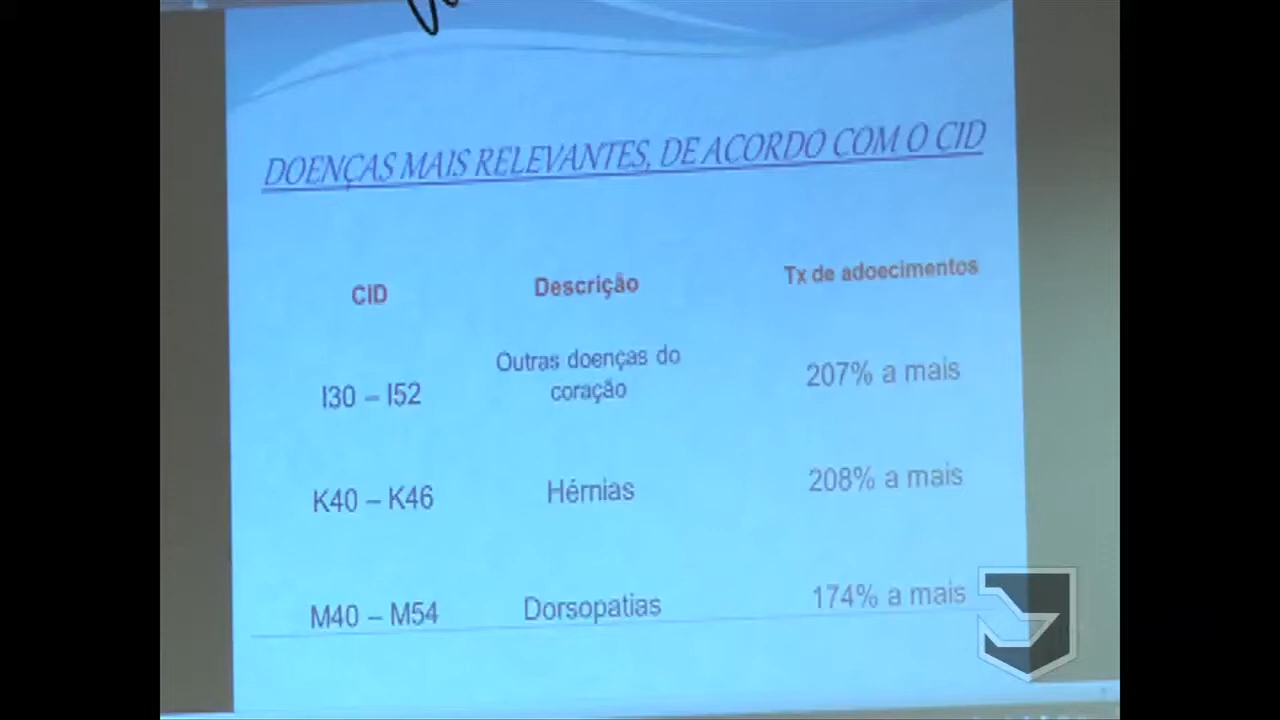 DOENÇAS MAIS RELEVANTES, DE ACORDO COM O CID
CID Descrição Tx de adoecimentos
I30 – I52 Outras doenças do coração 207% a mais
K40 – K46 Hérnias 208% a mais
M40 – M54 Dorsopatias 174% a mais